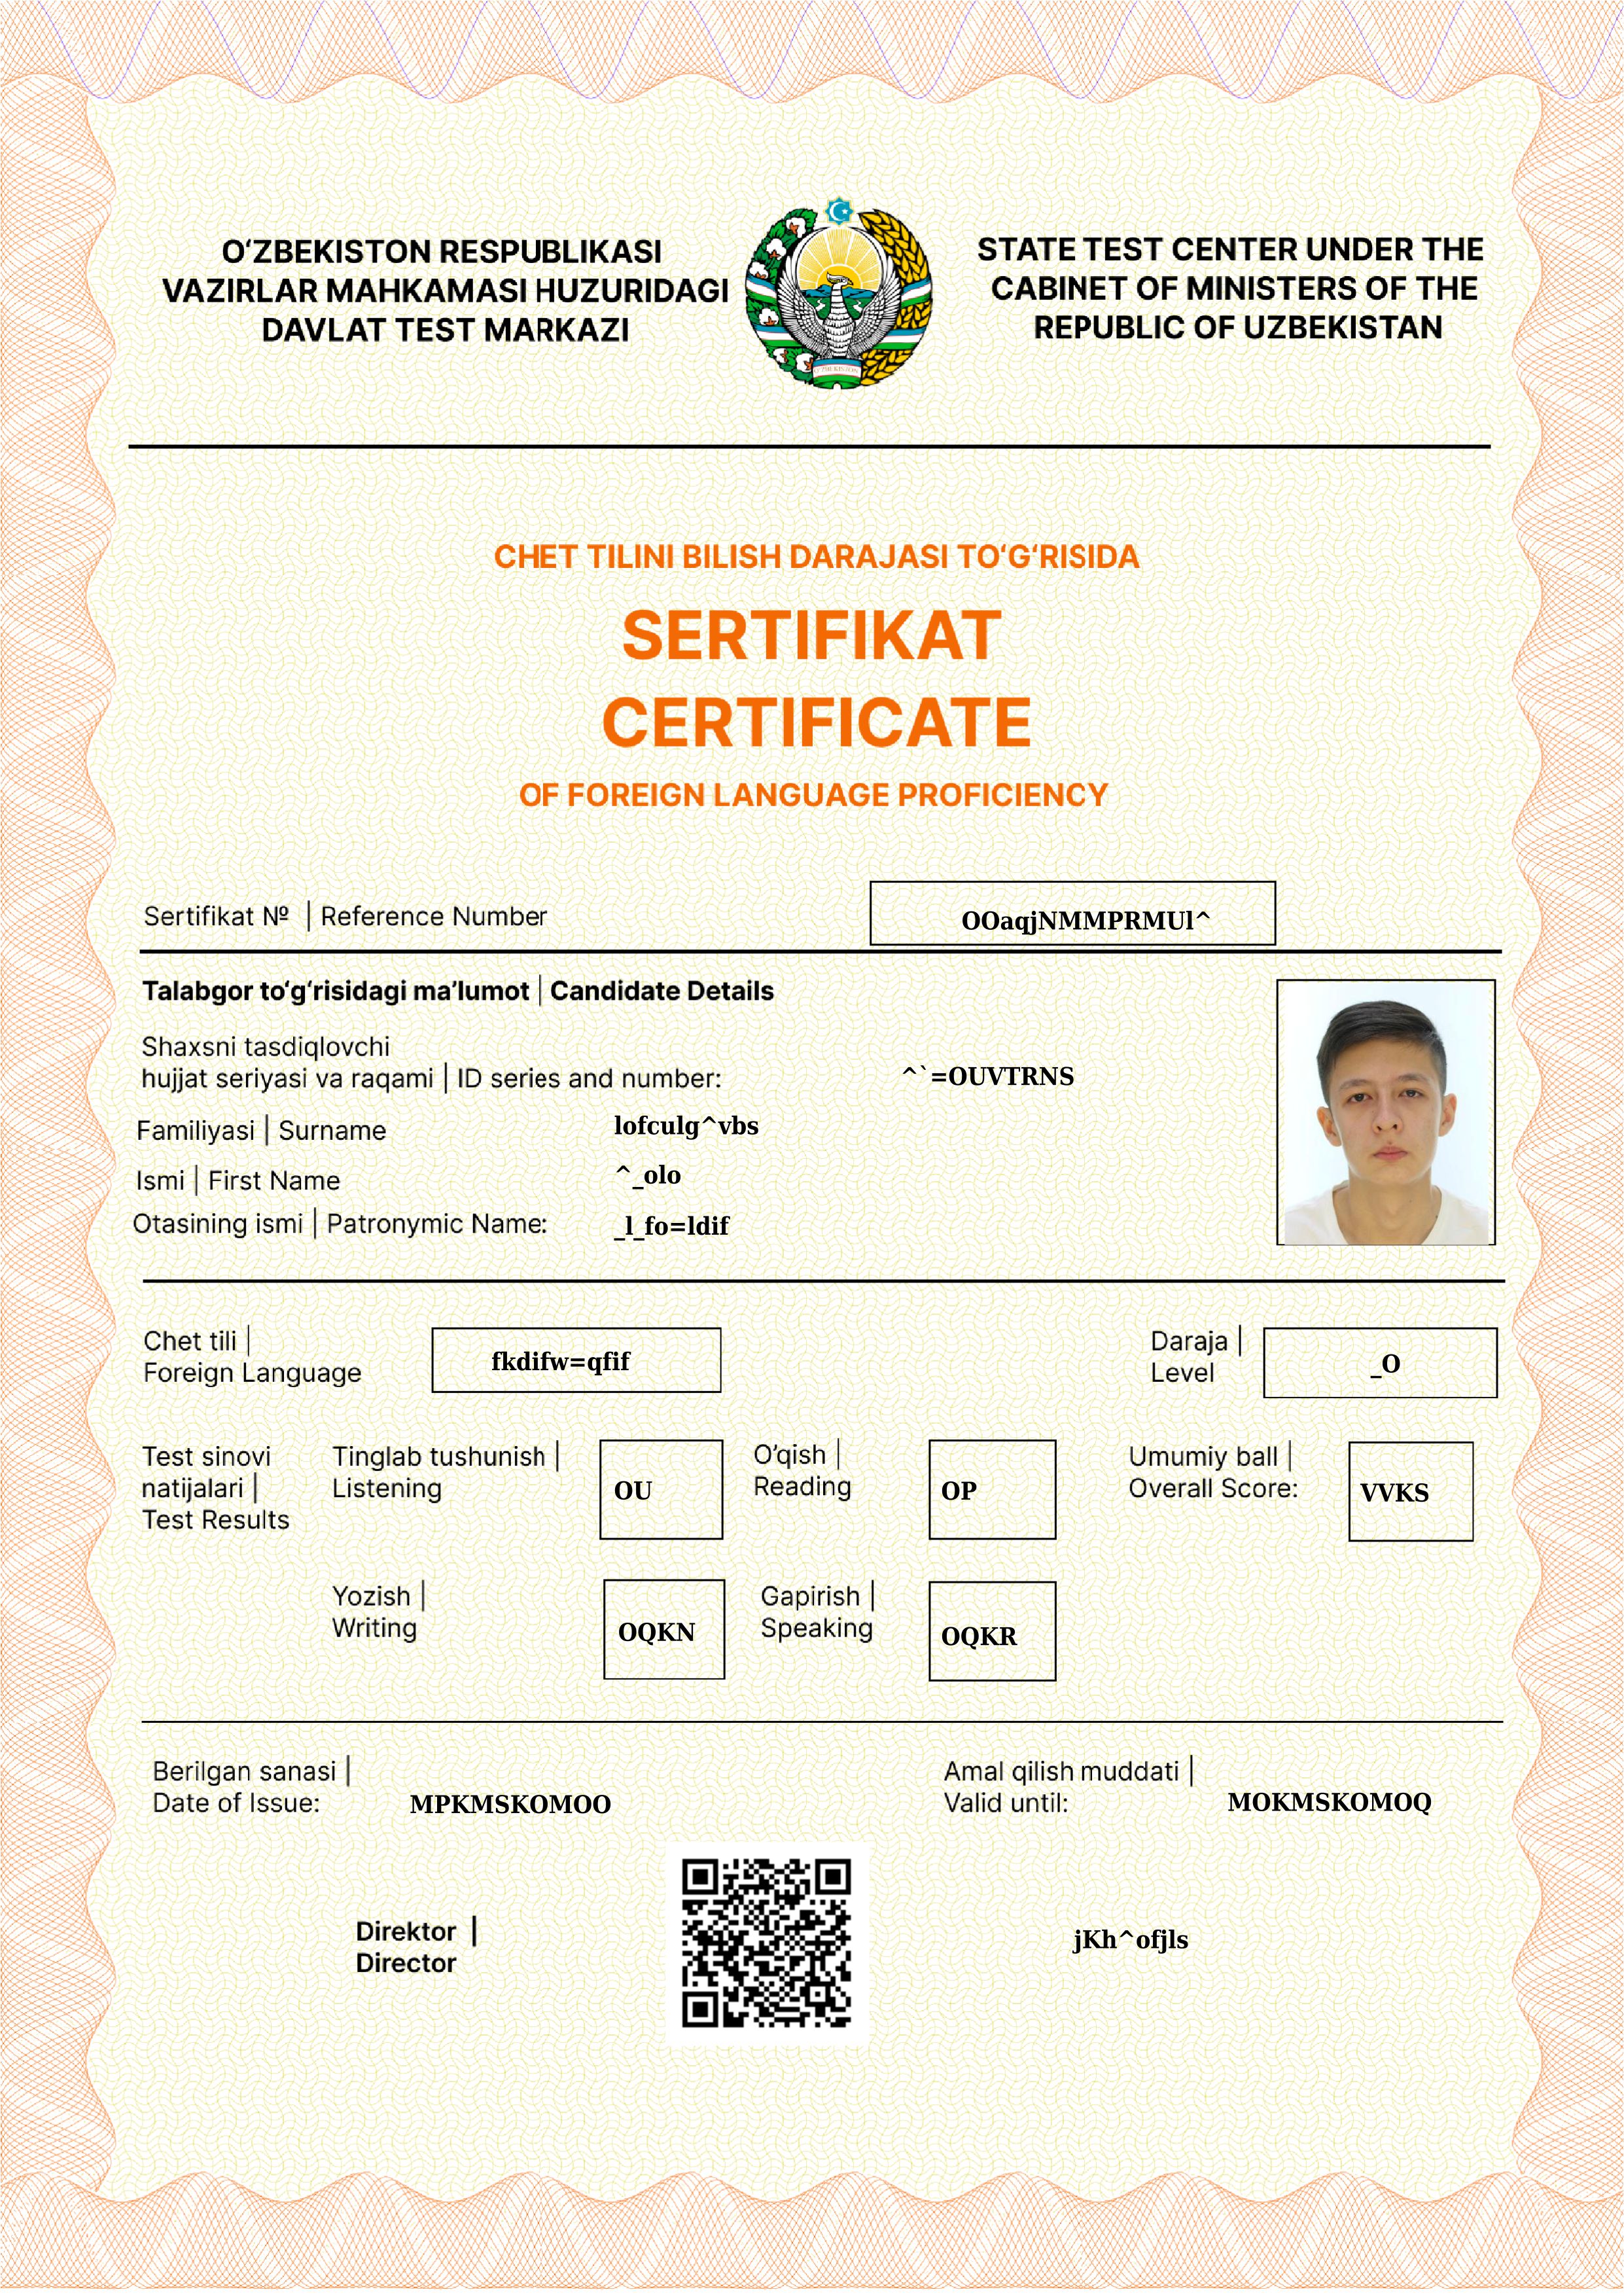 O‘ZBEKISTON RESPUBLIKASI
VAZIRLAR MAHKAMASI HUZURIDAGI
DAVLAT TEST MARKAZI
STATE TEST CENTER UNDER THE
CABINET OF MINISTERS OF THE
REPUBLIC OF UZBEKISTAN
CHET TILINI BILISH DARAJASI TO‘G‘RISIDA
SERTIFIKAT
CERTIFICATE
OF FOREIGN LANGUAGE PROFICIENCY
Sertifikat № | Reference Number OOaqjNMMPRMUl^
Talabgor to‘g‘risidagi ma’lumot | Candidate Details
Shaxsni tasdiqlovchi
hujjat seriyasi va raqami | ID series and number: ^`=OUVTRNS
Familiyasi | Surname lofculg^vbs
Ismi | First Name ^_olo
Otasining ismi | Patronymic Name: _l_fo=ldif
Chet tili |
Foreign Language
fkdifw=qfif
Daraja |
Level
_O
Test sinovi
natijalari |
Test Results
Tinglab tushunish |
Listening
OU
O’qish |
Reading
OP
Umumiy ball |
Overall Score:
VVKS
Yozish |
Writing
OQKN
Gapirish |
Speaking
OQKR
Berilgan sanasi |
Date of Issue: MPKMSKOMOO
Amal qilish muddati |
Valid until: MOKMSKOMOQ
Direktor |
Director
jKh^ofjls